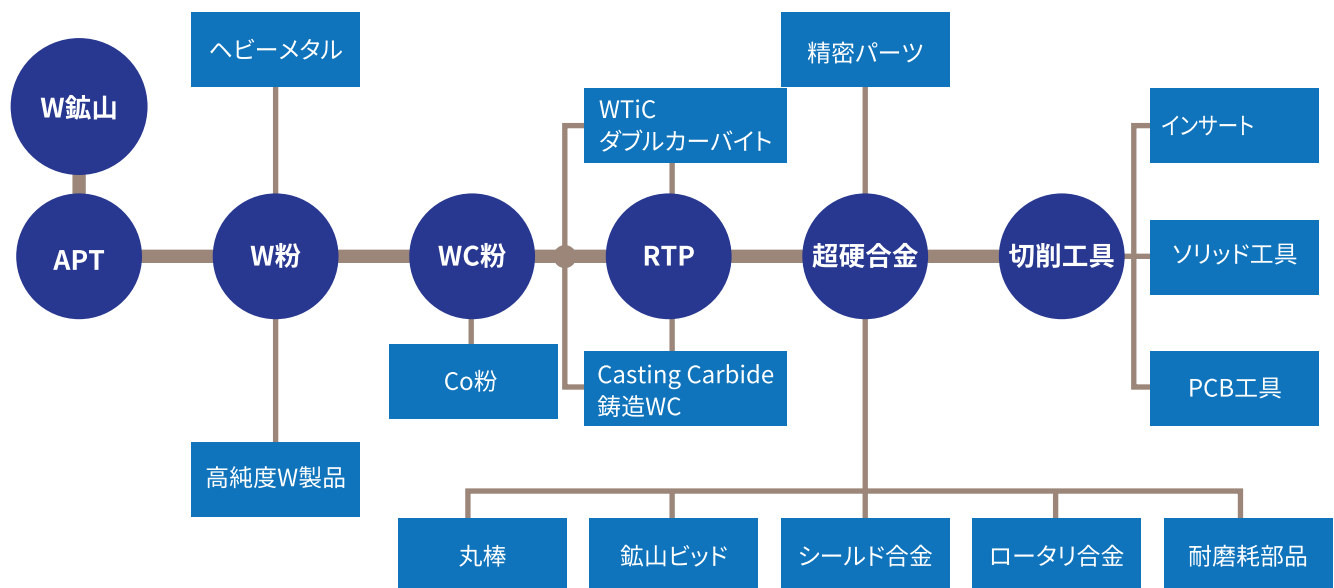 ヘビーメタル
精密パーツ
W鉱山
WTiC
ダブルカーバイト
インサート
APT
W粉
WC粉
RTP
超硬合金
切削工具
ソリッド工具
Co粉
Casting Carbide
鋳造WC
PCB工具
高純度W製品
丸棒
鉱山ビッド
シールド合金
ロータリ合金
耐磨耗部品